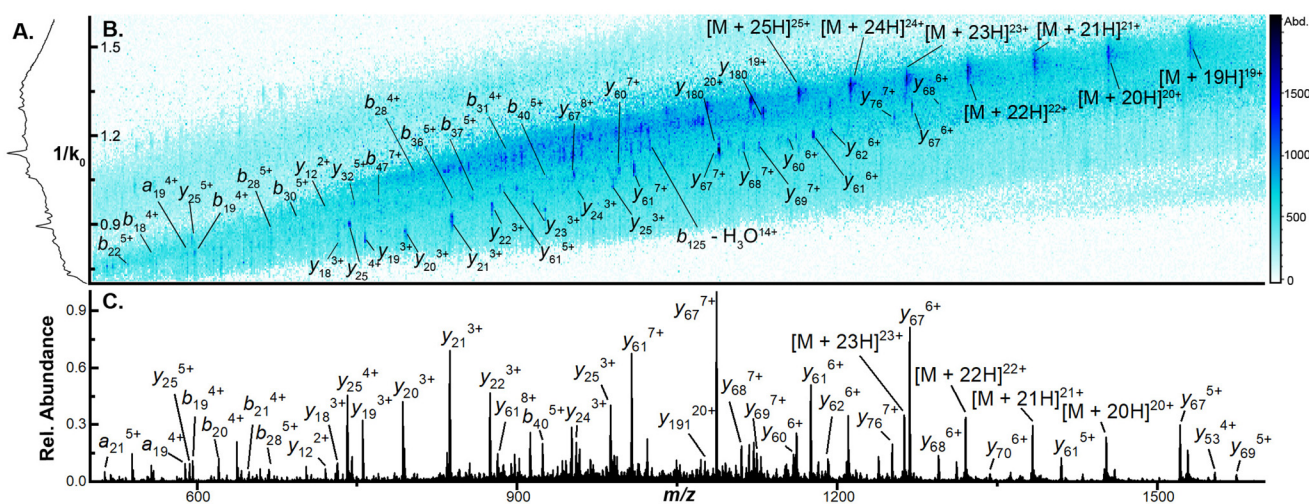 A.
B.
1.5
1.2
1/k₀
0.9
Abd.
1500
1000
500
0
[M + 25H]²⁵⁺
[M + 24H]²⁴⁺
[M + 23H]²³⁺
[M + 21H]²¹⁺
[M + 19H]¹⁹⁺
[M + 20H]²⁰⁺
[M + 22H]²²⁺
y₁₈₀ ¹⁹⁺
y₁₈₀ ²⁰⁺
y₇₆ ⁷⁺
y₆₈ ⁶⁺
y₆₇ ⁶⁺
b₂₈ ⁴⁺
b₃₁ ⁴⁺
b₄₀ ⁵⁺
y₆₇ ⁸⁺
y₆₀ ⁷⁺
b₃₆ ⁵⁺
b₃₇ ⁵⁺
b₄₇ ⁷⁺
y₃₂ ⁵⁺
y₁₂ ²⁺
b₃₀ ⁵⁺
b₂₈ ⁵⁺
b₁₉ ⁴⁺
y₂₅ ⁵⁺
a₁₉ ⁴⁺
b₁₈ ⁴⁺
b₂₂ ⁵⁺
y₆₂ ⁶⁺
y₆₁ ⁶⁺
y₆₀ ⁶⁺
y₆₉ ⁷⁺
y₆₈ ⁷⁺
y₆₇ ⁷⁺
y₆₁ ⁷⁺
b₁₂₅ - H₃O¹⁴⁺
y₂₅ ³⁺
y₂₄ ³⁺
y₂₃ ³⁺
y₆₁ ⁵⁺
y₂₂ ³⁺
y₂₁ ³⁺
y₂₀ ³⁺
y₁₉ ³⁺
y₂₅ ⁴⁺
y₁₈ ³⁺
C.
Rel. Abundance
0.9
0.6
0.3
0.0
a₂₁ ⁵⁺
a₁₉ ⁴⁺
y₂₅ ⁵⁺
b₁₉ ⁴⁺
b₂₀ ⁴⁺
b₂₁ ⁴⁺
b₂₈ ⁵⁺
y₁₂ ²⁺
y₁₈ ³⁺
y₂₅ ⁴⁺
y₁₉ ³⁺
y₂₀ ³⁺
y₂₁ ³⁺
y₂₂ ³⁺
y₆₁ ⁸⁺
b₄₀ ⁵⁺
y₂₄ ³⁺
y₂₅ ³⁺
y₆₁ ⁷⁺
y₁₉₁ ²⁰⁺
y₆₇ ⁷⁺
y₆₈ ⁷⁺
y₆₉ ⁷⁺
y₆₀ ⁶⁺
y₆₁ ⁶⁺
y₆₂ ⁶⁺
y₇₆ ⁷⁺
[M + 23H]²³⁺
y₆₇ ⁶⁺
y₆₈ ⁶⁺
[M + 22H]²²⁺
y₇₀ ⁶⁺
[M + 21H]²¹⁺
y₆₁ ⁵⁺
[M + 20H]²⁰⁺
y₆₇ ⁵⁺
y₅₃ ⁴⁺
y₆₉ ⁵⁺
600
900
m/z
1200
1500